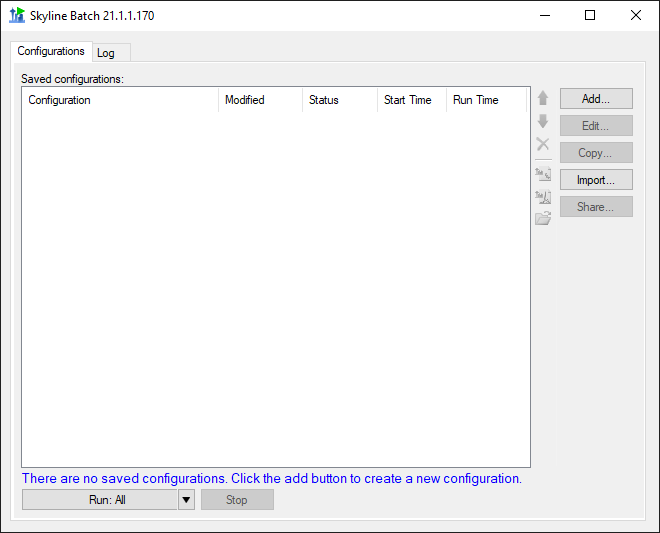 Skyline Batch 21.1.1.170
Configurations
Log
Saved configurations:
Configuration Modified Status Start Time Run Time
Add...
Edit...
Copy...
Import...
Share...
There are no saved configurations. Click the add button to create a new configuration.
Run: All
Stop